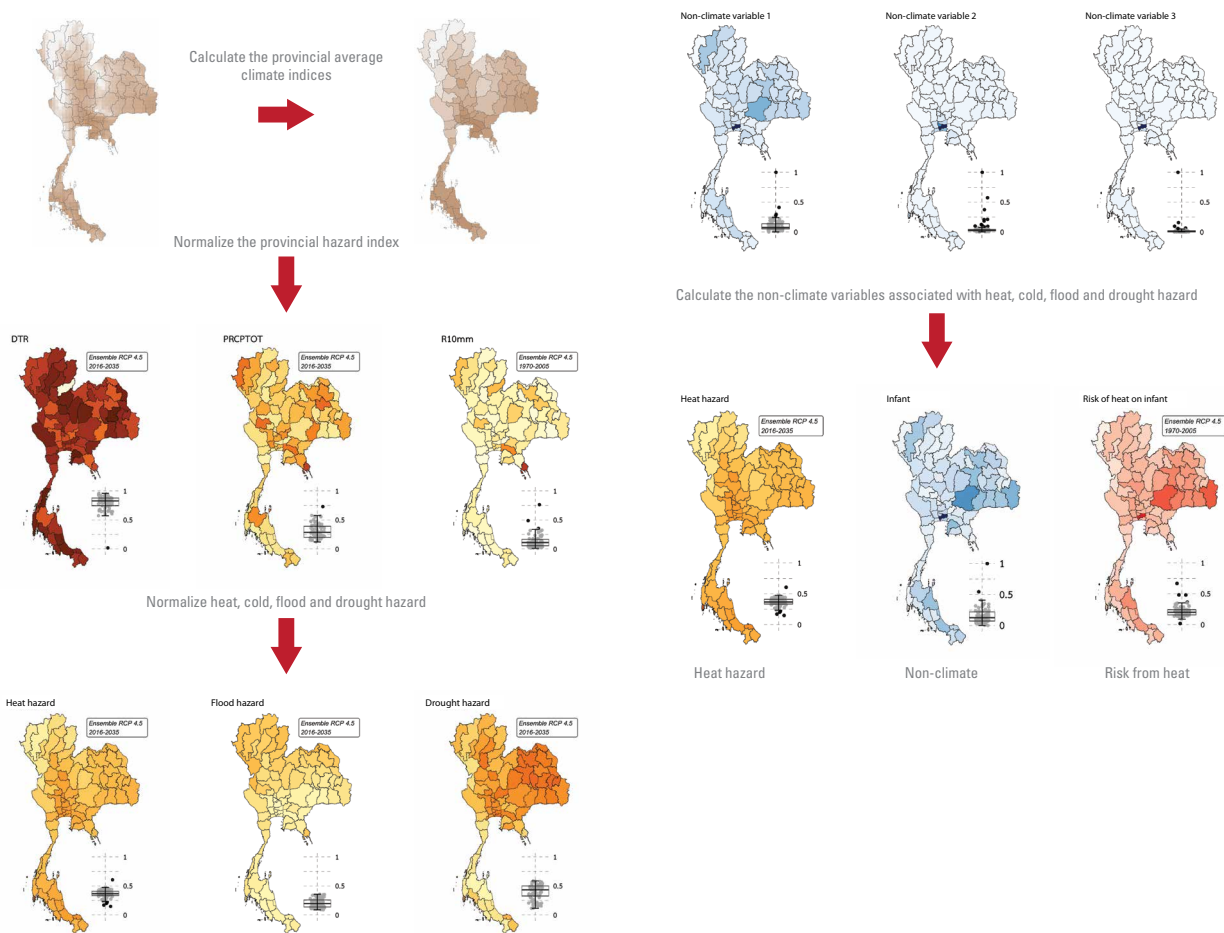 Calculate the provincial average
climate indices
Normalize the provincial hazard index
DTR
Ensemble RCP 4.5
2016-2035
1
0.5
0
PRCPTOT
Ensemble RCP 4.5
2016-2035
1
0.5
0
R10mm
Ensemble RCP 4.5
1970-2005
1
0.5
0
Normalize heat, cold, flood and drought hazard
Heat hazard
Ensemble RCP 4.5
2016-2035
1
0.5
0
Flood hazard
Ensemble RCP 4.5
2016-2035
1
0.5
0
Drought hazard
Ensemble RCP 4.5
2016-2035
1
0.5
0
Non-climate variable 1
1
0.5
0
Non-climate variable 2
1
0.5
0
Non-climate variable 3
1
0.5
0
Calculate the non-climate variables associated with heat, cold, flood and drought hazard
Heat hazard
Ensemble RCP 4.5
2016-2035
1
0.5
0
Heat hazard
Infant
1
0.5
0
Non-climate
Risk of heat on infant
Ensemble RCP 4.5
1970-2005
1
0.5
0
Risk from heat